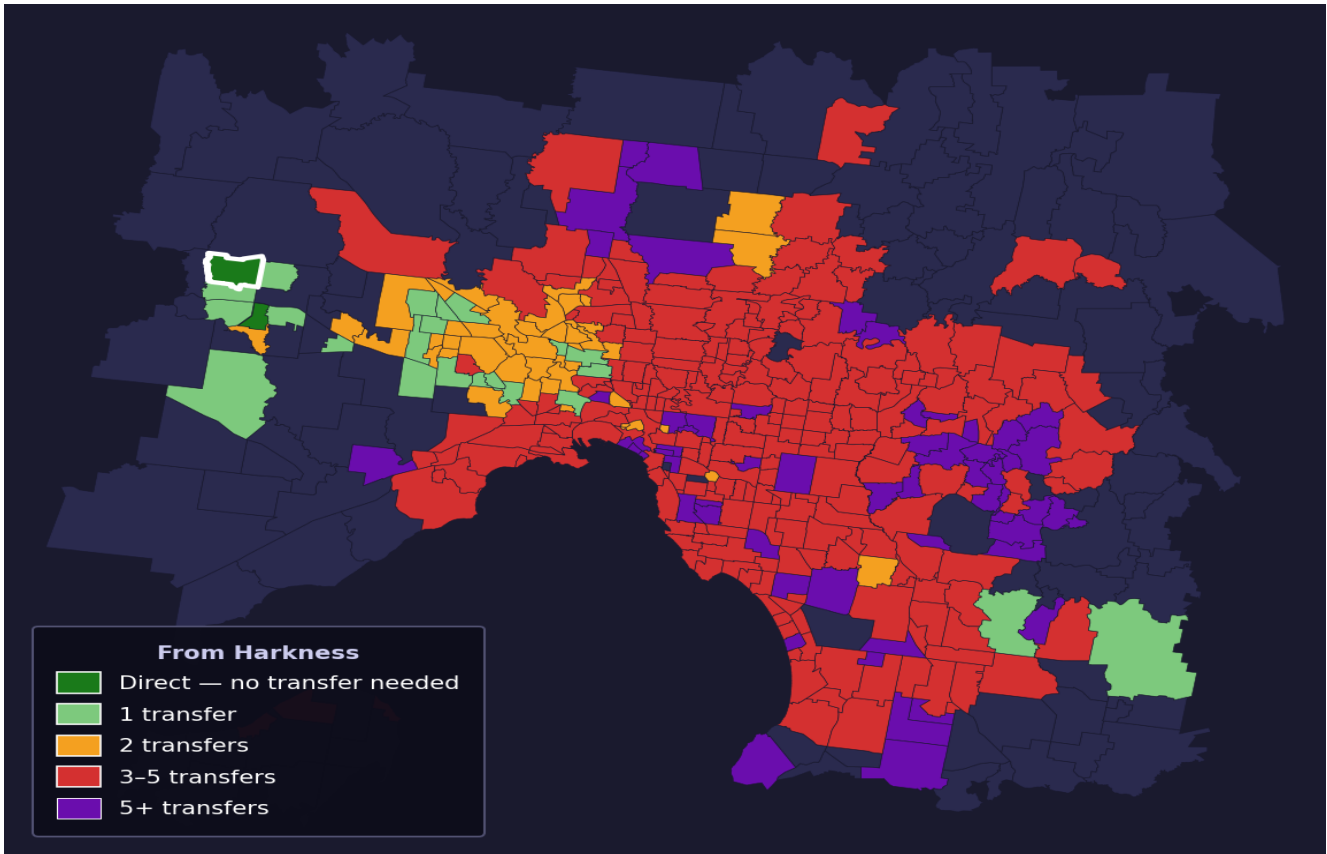 From Harkness
Direct — no transfer needed
1 transfer
2 transfers
3–5 transfers
5+ transfers